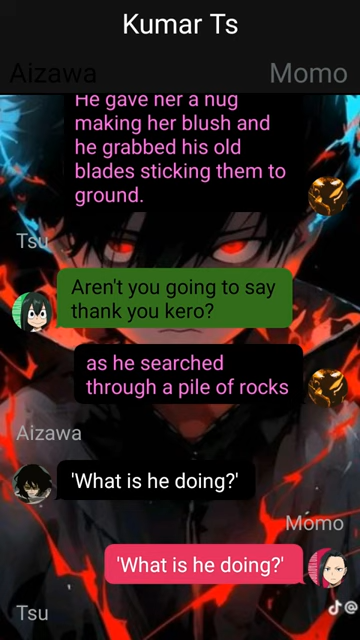 Kumar Ts
Aizawa
Momo
He gave her a hug
making her blush and
he grabbed his old
blades sticking them to
ground.
Tsu
Aren't you going to say
thank you kero?
as he searched
through a pile of rocks
Aizawa
'What is he doing?'
Momo
'What is he doing?'
Tsu
@